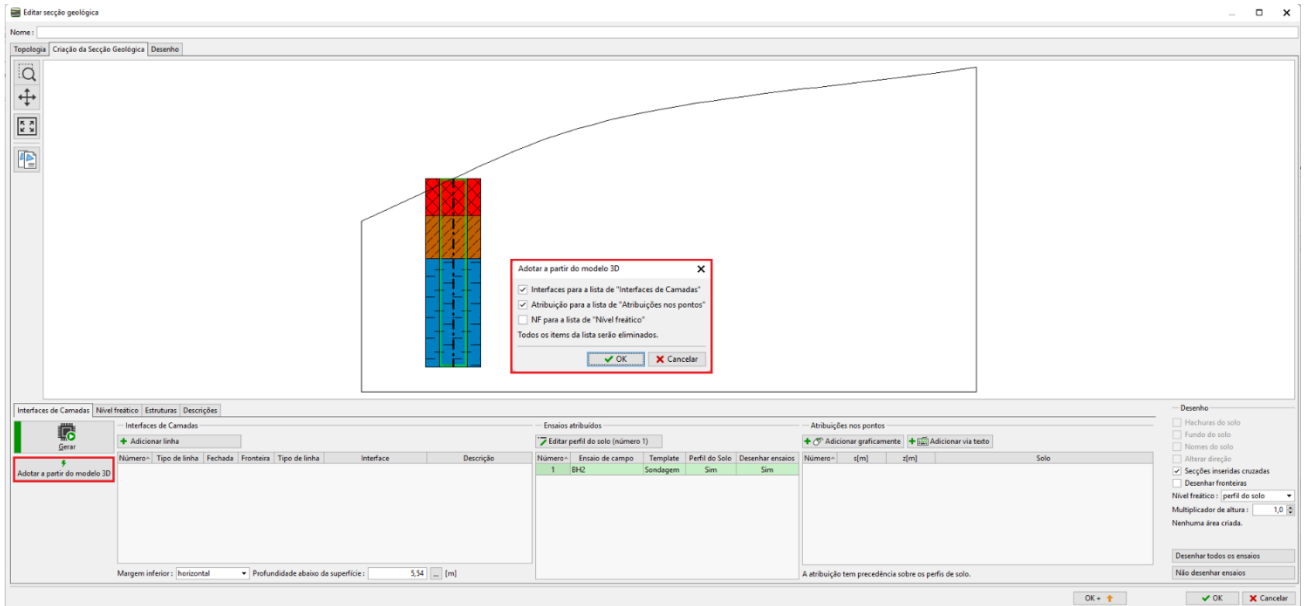 Editar secção geológica
Nome :
Topologia Criação da Secção Geológica Desenho
Adotar a partir do modelo 3D
Interfaces para a lista de "Interfaces de Camadas"
Atribuição para a lista de "Atribuições nos pontos"
NF para a lista de "Nível freático"
Todos os items da lista serão eliminados.
OK Cancelar
Interfaces de Camadas Nível freático Estruturas Descrições
Gerar
Adotar a partir do modelo 3D
Interfaces de Camadas
Adicionar linha
Número Tipo de linha Fechada Fronteira Tipo de linha Interface Descrição
Margem inferior : horizontal Profundidade abaixo da superfície : 5,54 ... [m]
Ensaios atribuídos
Editar perfil do solo (número 1)
Número Ensaio de campo Template Perfil do Solo Desenhar ensaios
1 BH2 Sondagem Sim Sim
Atribuições nos pontos
Adicionar graficamente Adicionar via texto
Número s[m] z[m] Solo
A atribuição tem precedência sobre os perfis de solo.
Desenho
Hachuras do solo
Fundo do solo
Nomes do solo
Alterar direção
Secções inseridas cruzadas
Desenhar fronteiras
Nível freático : perfil do solo
Multiplicador de altura : 1,0
Nenhuma área criada.
Desenhar todos os ensaios
Não desenhar ensaios
OK + OK Cancelar